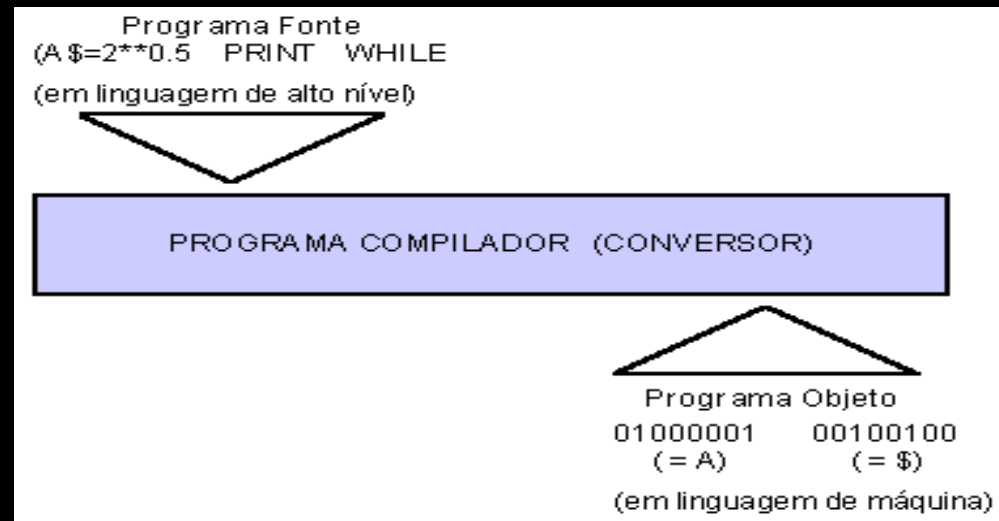 Programa Fonte
(A$=2**0.5 PRINT WHILE
(em linguagem de alto nível)
PROGRAMA COMPILADOR (CONVERSOR)
Programa Objeto
01000001 00100100
(= A) (= $)
(em linguagem de máquina)